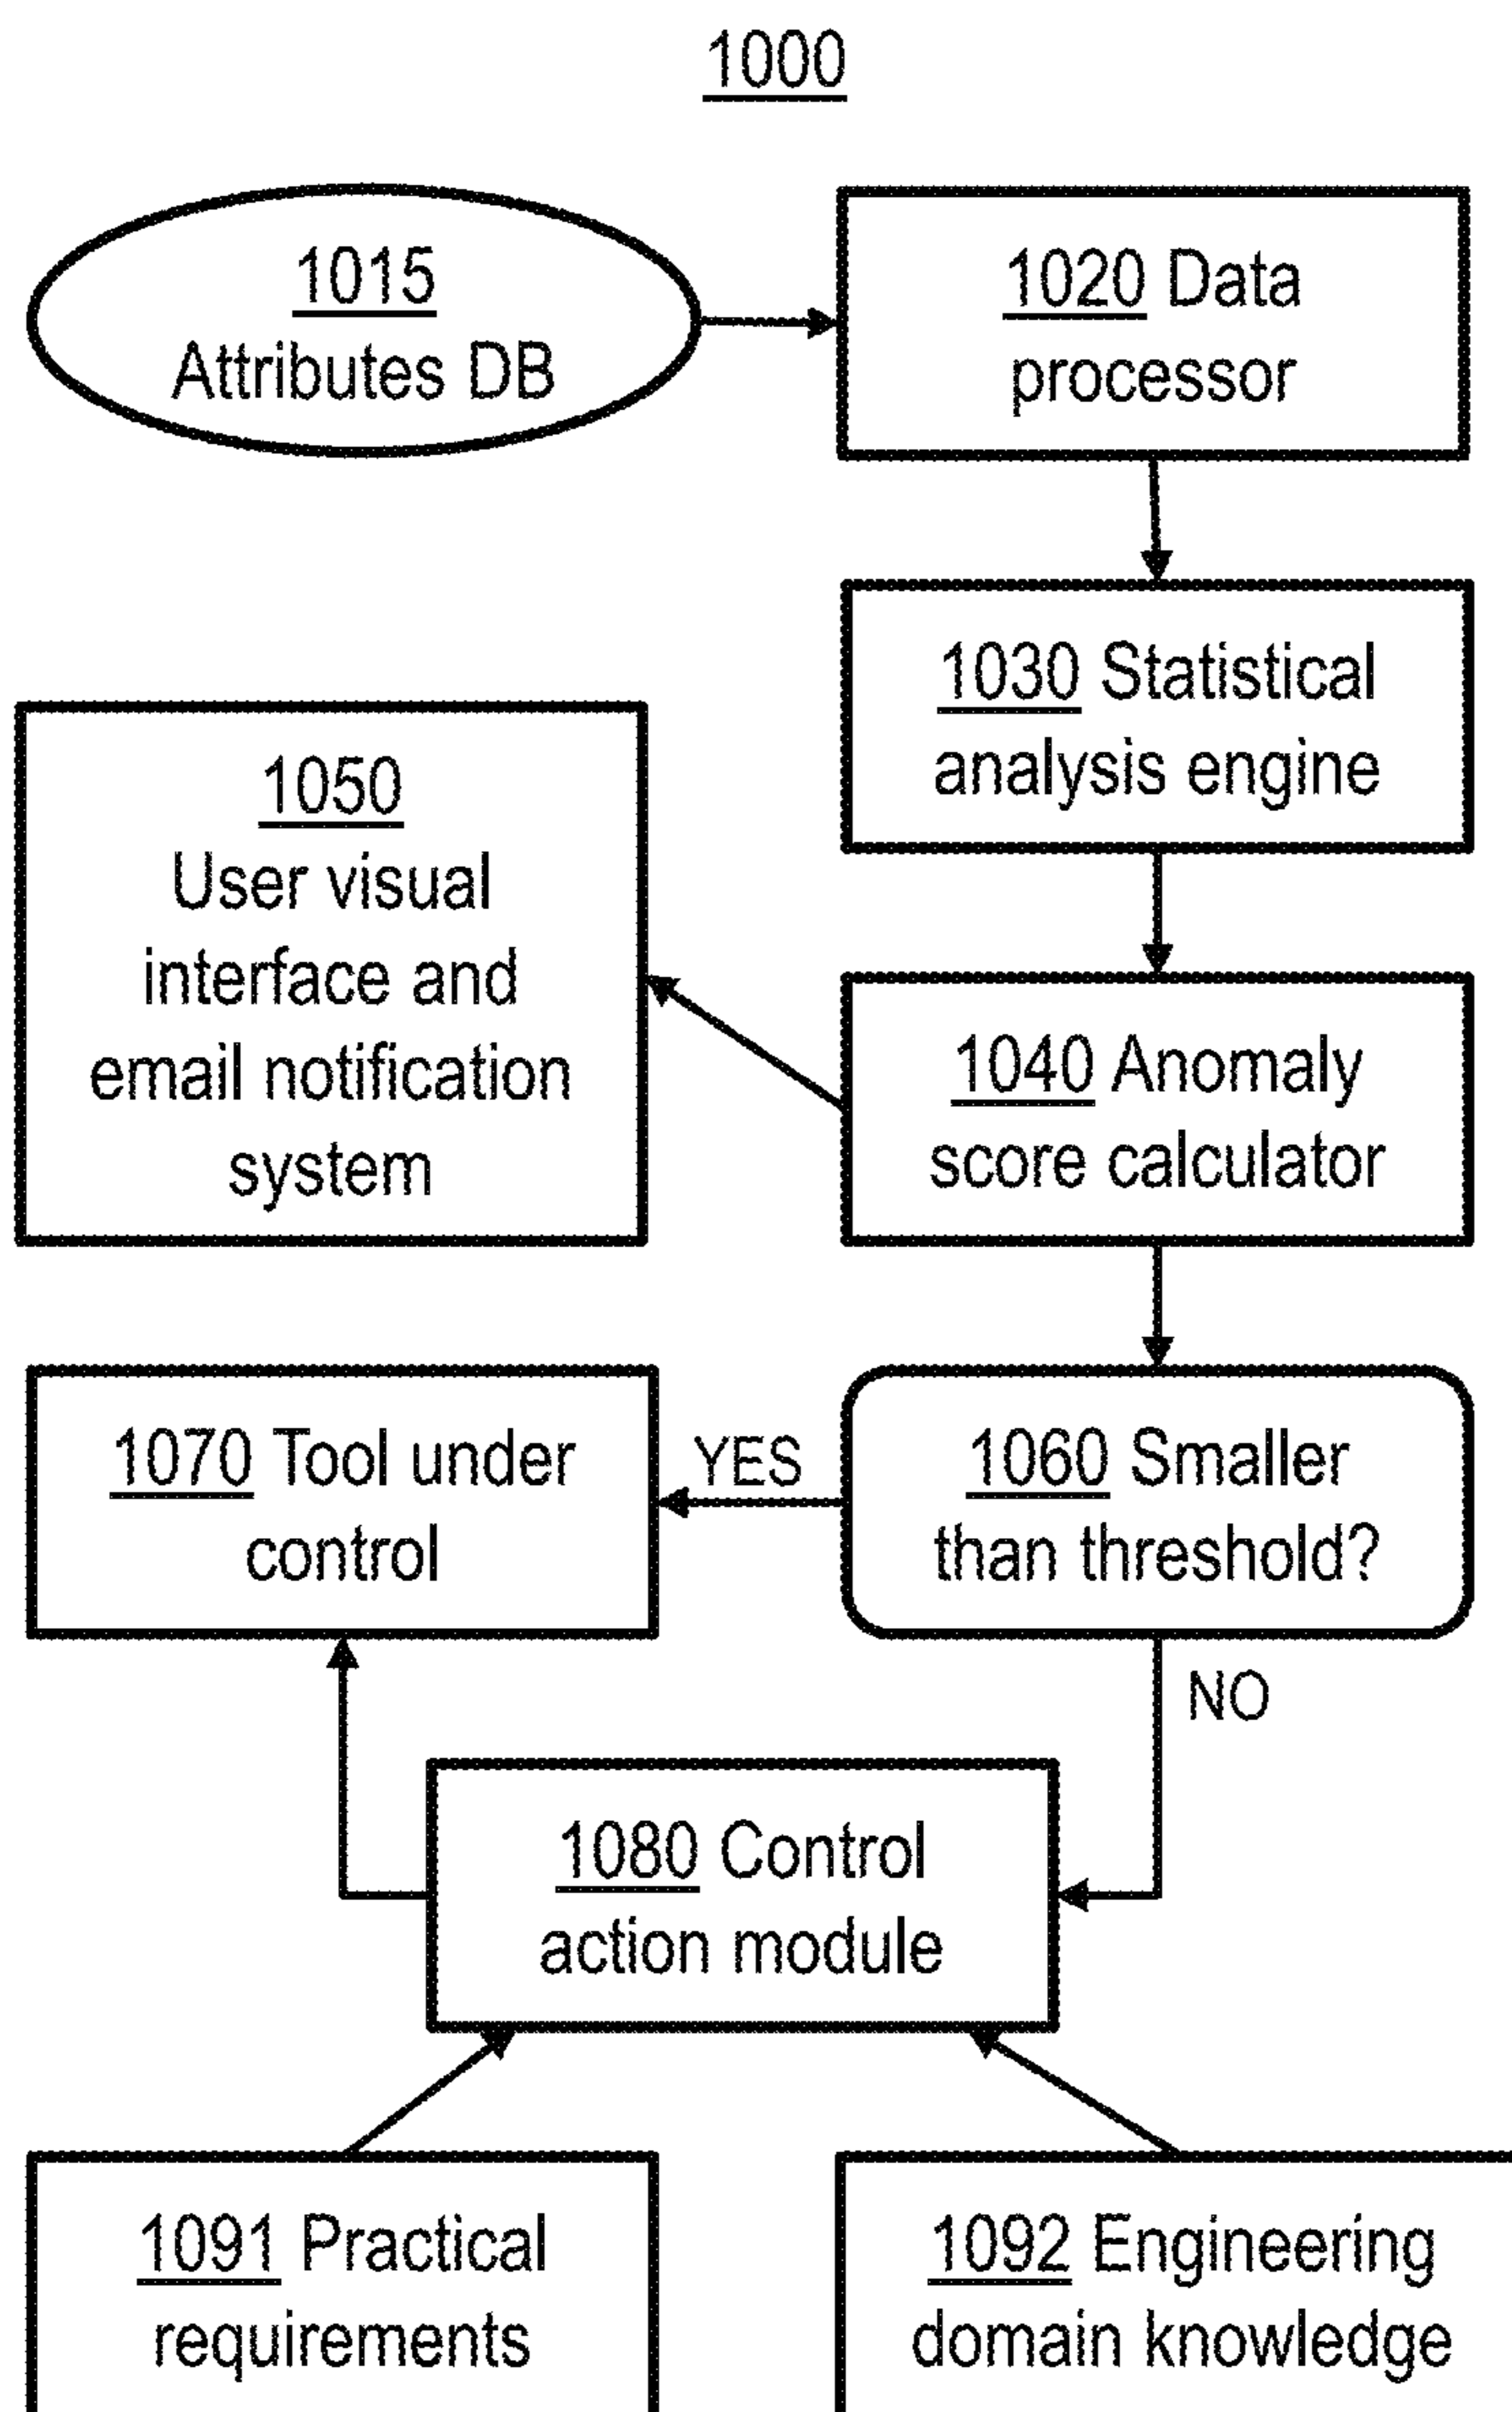 1000
1015
Attributes DB
1020 Data
processor
1030 Statistical
analysis engine
1050
User visual
interface and
email notification
system
1040 Anomaly
score calculator
1070 Tool under
control
YES
1060 Smaller
than threshold?
NO
1080 Control
action module
1091 Practical
requirements
1092 Engineering
domain knowledge